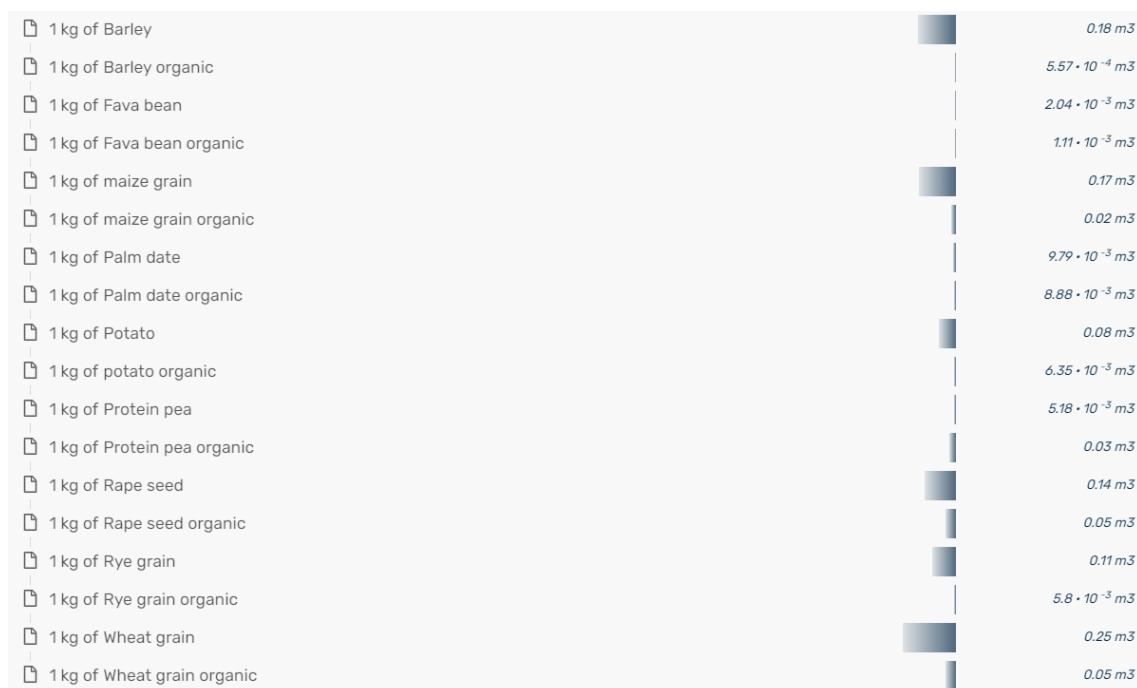 1 kg of Barley 0.18 m3
1 kg of Barley organic 5.57 • 10 ⁻⁴ m3
1 kg of Fava bean 2.04 • 10 ⁻³ m3
1 kg of Fava bean organic 1.11 • 10 ⁻³ m3
1 kg of maize grain 0.17 m3
1 kg of maize grain organic 0.02 m3
1 kg of Palm date 9.79 • 10 ⁻³ m3
1 kg of Palm date organic 8.88 • 10 ⁻³ m3
1 kg of Potato 0.08 m3
1 kg of potato organic 6.35 • 10 ⁻³ m3
1 kg of Protein pea 5.18 • 10 ⁻³ m3
1 kg of Protein pea organic 0.03 m3
1 kg of Rape seed 0.14 m3
1 kg of Rape seed organic 0.05 m3
1 kg of Rye grain 0.11 m3
1 kg of Rye grain organic 5.8 • 10 ⁻³ m3
1 kg of Wheat grain 0.25 m3
1 kg of Wheat grain organic 0.05 m3